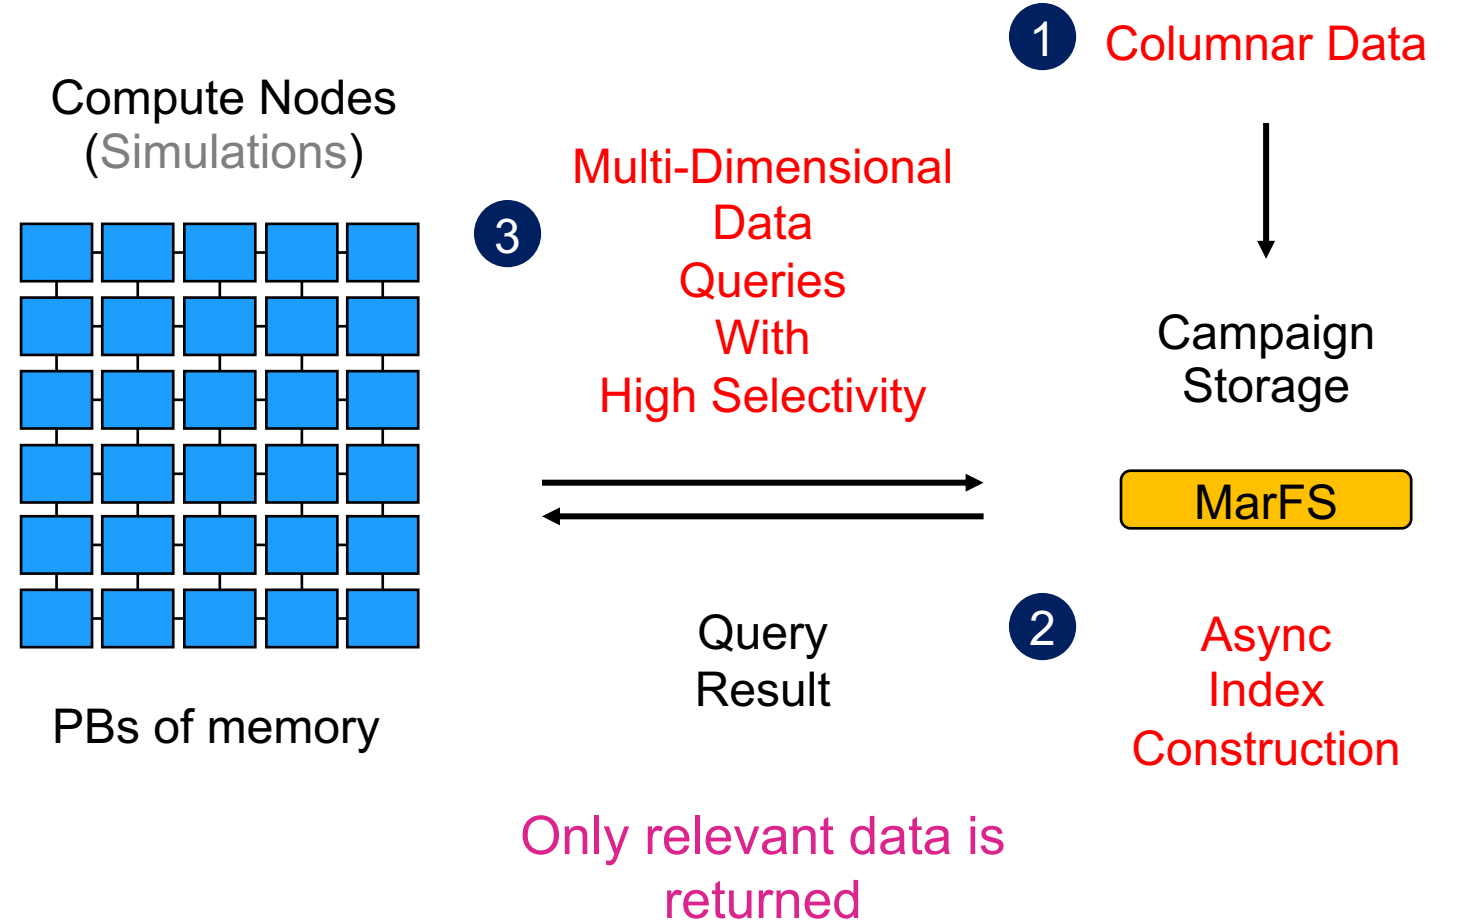 1
Columnar Data
Compute Nodes
(Simulations)
3
Multi-Dimensional
Data
Queries
With
High Selectivity
Campaign
Storage
MarFS
Query
Result
2
Async
Index
Construction
PBs of memory
Only relevant data is
returned